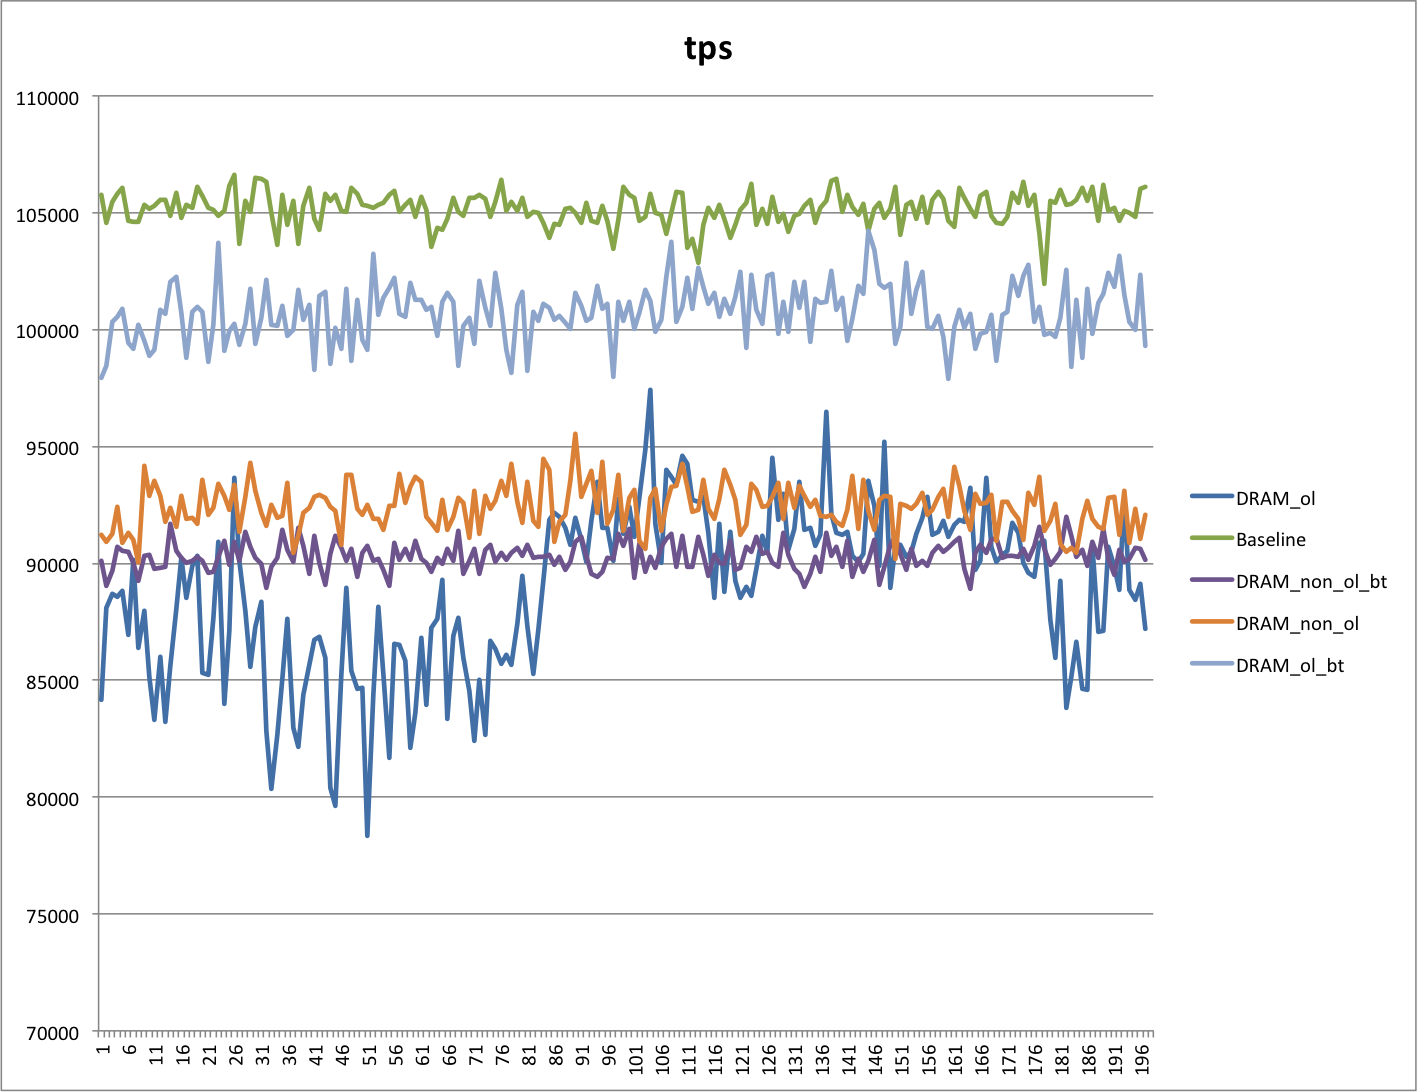 tps
110000
105000
100000
95000
90000
85000
80000
75000
70000
1 6 11 16 21 26 31 36 41 46 51 56 61 66 71 76 81 86 91 96 101 106 111 116 121 126 131 136 141 146 151 156 161 166 171 176 181 186 191 196
DRAM_ol
Baseline
DRAM_non_ol_bt
DRAM_non_ol
DRAM_ol_bt